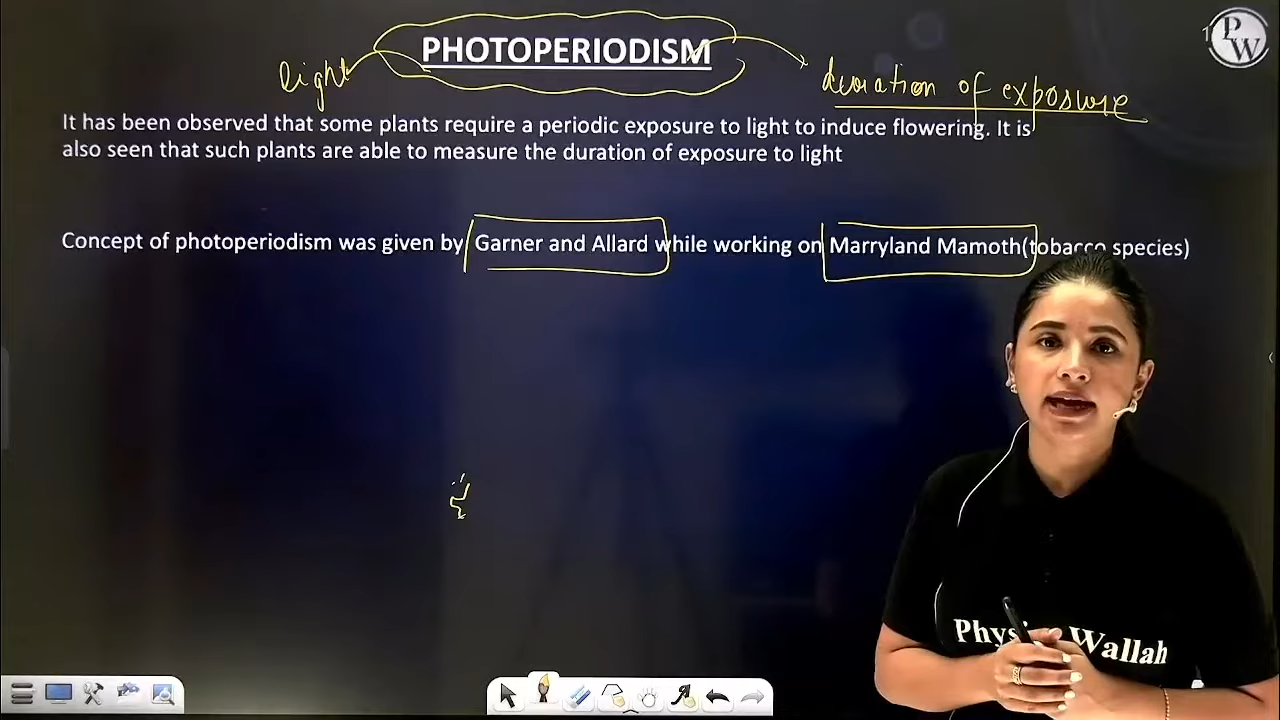 PHOTOPERIODISM
PW
light
duration of exposure
It has been observed that some plants require a periodic exposure to light to induce flowering. It is
also seen that such plants are able to measure the duration of exposure to light
Concept of photoperiodism was given by Garner and Allard while working on Marryland Mamoth(tobacco species)
Physics Wallah